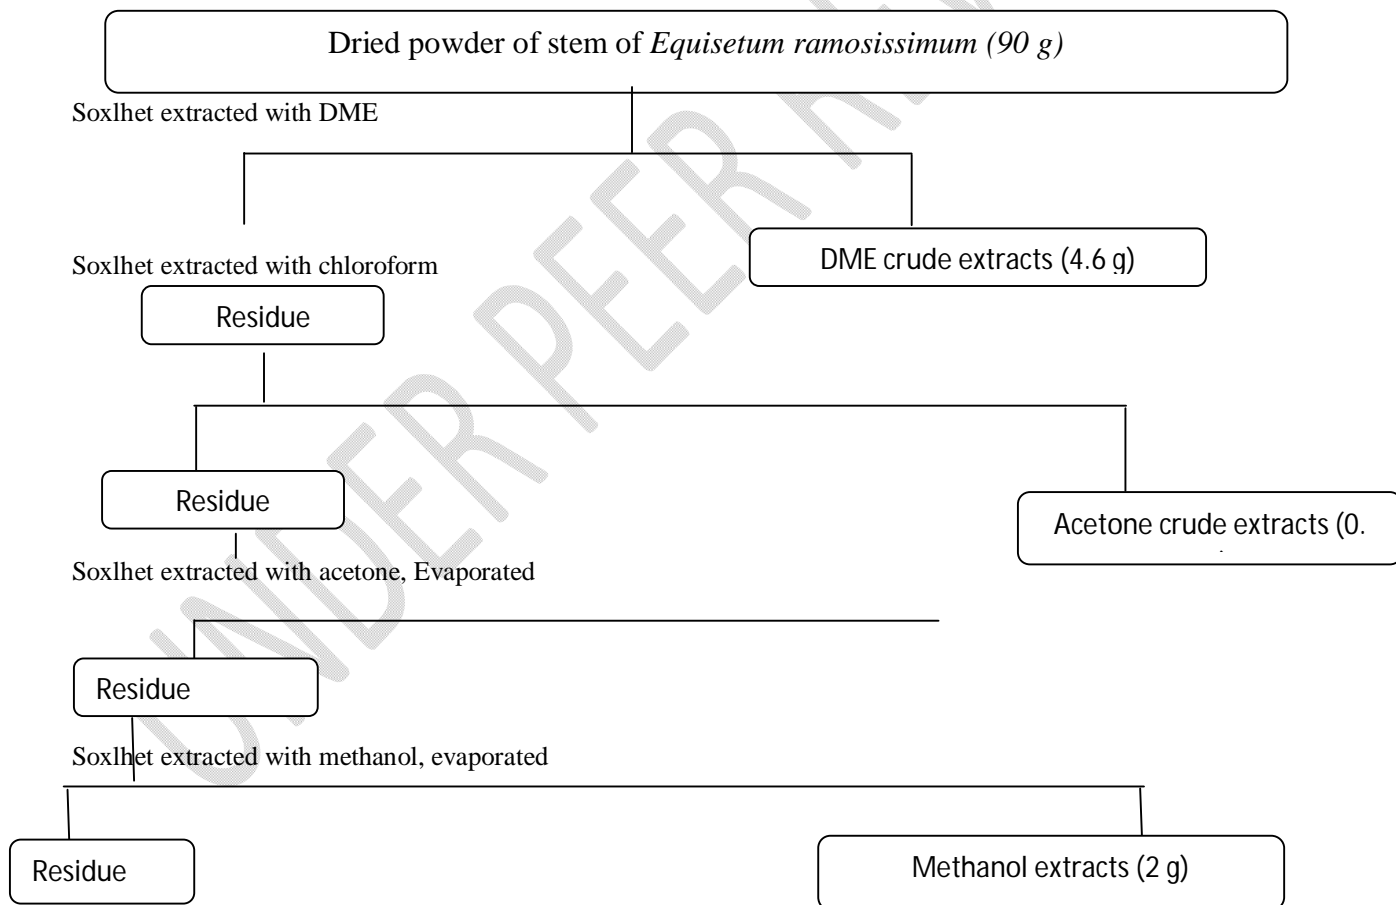 Dried powder of stem of Equisetum ramosissimum (90 g)
Soxlhet extracted with DME
DME crude extracts (4.6 g)
Soxlhet extracted with chloroform
Residue
Residue
Acetone crude extracts (0.
Soxlhet extracted with acetone, Evaporated
Residue
Soxlhet extracted with methanol, evaporated
Residue
Methanol extracts (2 g)
UNDER PEER